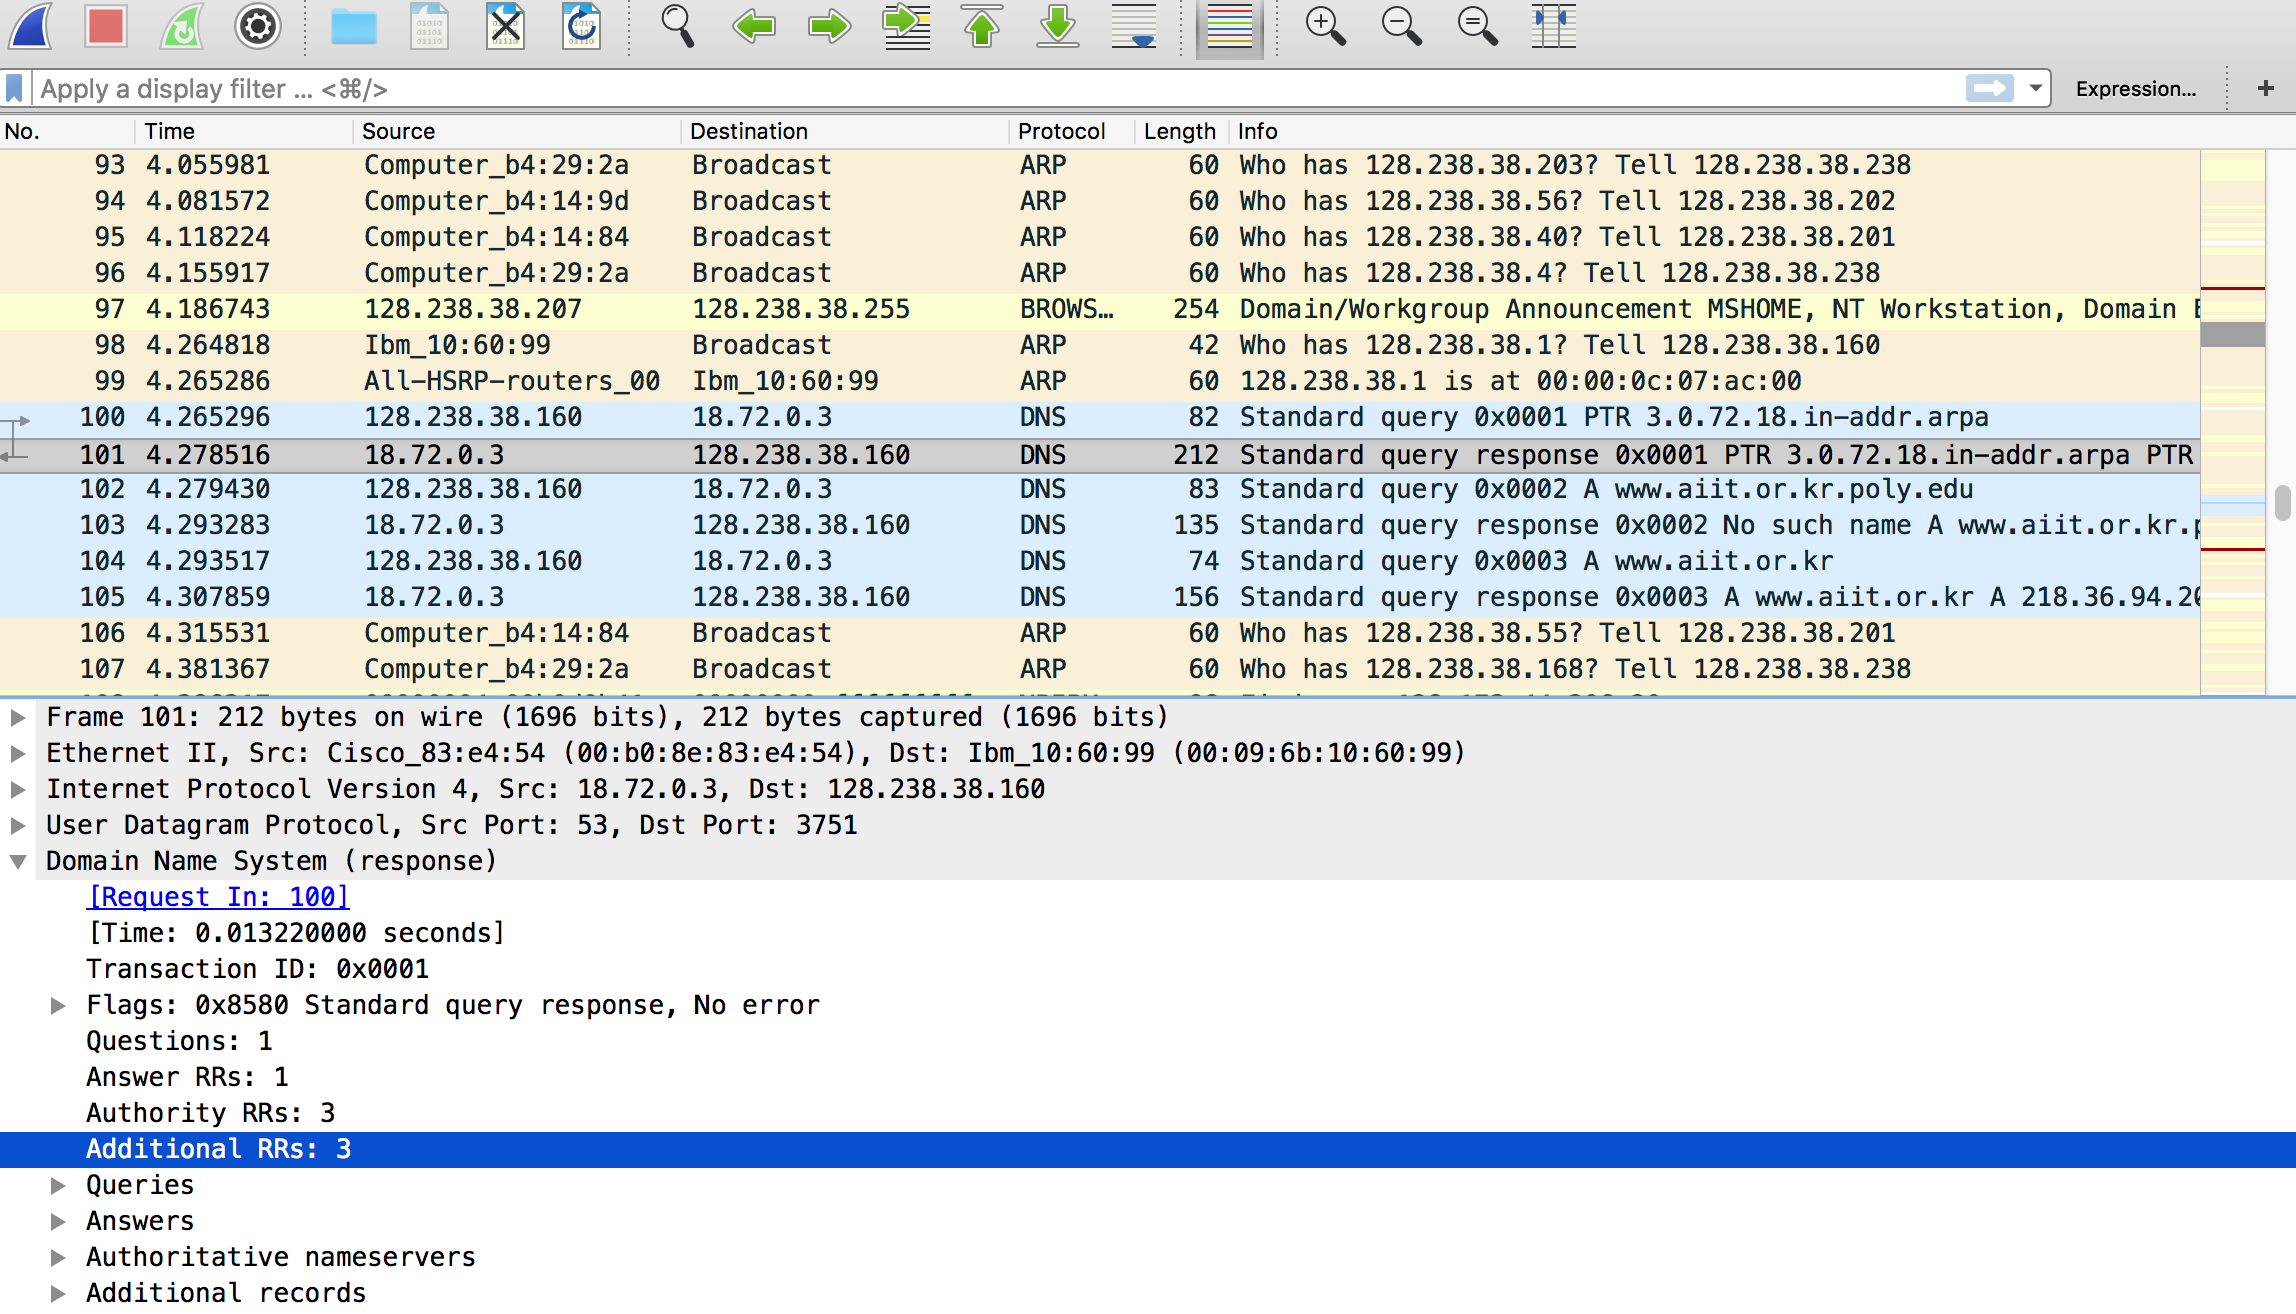 Apply a display filter ... <⌘/>
Expression...
+
No. Time Source Destination Protocol Length Info
93 4.055981 Computer_b4:29:2a Broadcast ARP 60 Who has 128.238.38.203? Tell 128.238.38.238
94 4.081572 Computer_b4:14:9d Broadcast ARP 60 Who has 128.238.38.56? Tell 128.238.38.202
95 4.118224 Computer_b4:14:84 Broadcast ARP 60 Who has 128.238.38.40? Tell 128.238.38.201
96 4.155917 Computer_b4:29:2a Broadcast ARP 60 Who has 128.238.38.4? Tell 128.238.38.238
97 4.186743 128.238.38.207 128.238.38.255 BROWS… 254 Domain/Workgroup Announcement MSHOME, NT Workstation, Domain
98 4.264818 Ibm_10:60:99 Broadcast ARP 42 Who has 128.238.38.1? Tell 128.238.38.160
99 4.265286 All-HSRP-routers_00 Ibm_10:60:99 ARP 60 128.238.38.1 is at 00:00:0c:07:ac:00
100 4.265296 128.238.38.160 18.72.0.3 DNS 82 Standard query 0x0001 PTR 3.0.72.18.in-addr.arpa
101 4.278516 18.72.0.3 128.238.38.160 DNS 212 Standard query response 0x0001 PTR 3.0.72.18.in-addr.arpa PTR
102 4.279430 128.238.38.160 18.72.0.3 DNS 83 Standard query 0x0002 A www.aiit.or.kr.poly.edu
103 4.293283 18.72.0.3 128.238.38.160 DNS 135 Standard query response 0x0002 No such name A www.aiit.or.kr.p
104 4.293517 128.238.38.160 18.72.0.3 DNS 74 Standard query 0x0003 A www.aiit.or.kr
105 4.307859 18.72.0.3 128.238.38.160 DNS 156 Standard query response 0x0003 A www.aiit.or.kr A 218.36.94.20
106 4.315531 Computer_b4:14:84 Broadcast ARP 60 Who has 128.238.38.55? Tell 128.238.38.201
107 4.381367 Computer_b4:29:2a Broadcast ARP 60 Who has 128.238.38.168? Tell 128.238.38.238
Frame 101: 212 bytes on wire (1696 bits), 212 bytes captured (1696 bits)
Ethernet II, Src: Cisco_83:e4:54 (00:b0:8e:83:e4:54), Dst: Ibm_10:60:99 (00:09:6b:10:60:99)
Internet Protocol Version 4, Src: 18.72.0.3, Dst: 128.238.38.160
User Datagram Protocol, Src Port: 53, Dst Port: 3751
Domain Name System (response)
[Request In: 100]
[Time: 0.013220000 seconds]
Transaction ID: 0x0001
Flags: 0x8580 Standard query response, No error
Questions: 1
Answer RRs: 1
Authority RRs: 3
Additional RRs: 3
Queries
Answers
Authoritative nameservers
Additional records